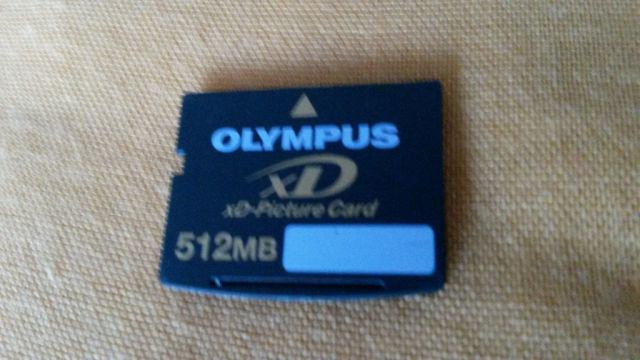 OLYMPUS
xD
xD-Picture Card
512MB